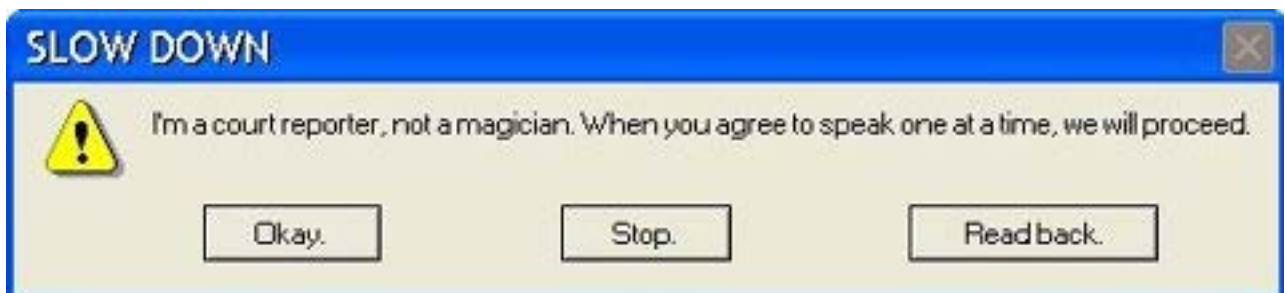 SLOW DOWN
I'm a court reporter, not a magician. When you agree to speak one at a time, we will proceed.
Okay.
Stop.
Read back.